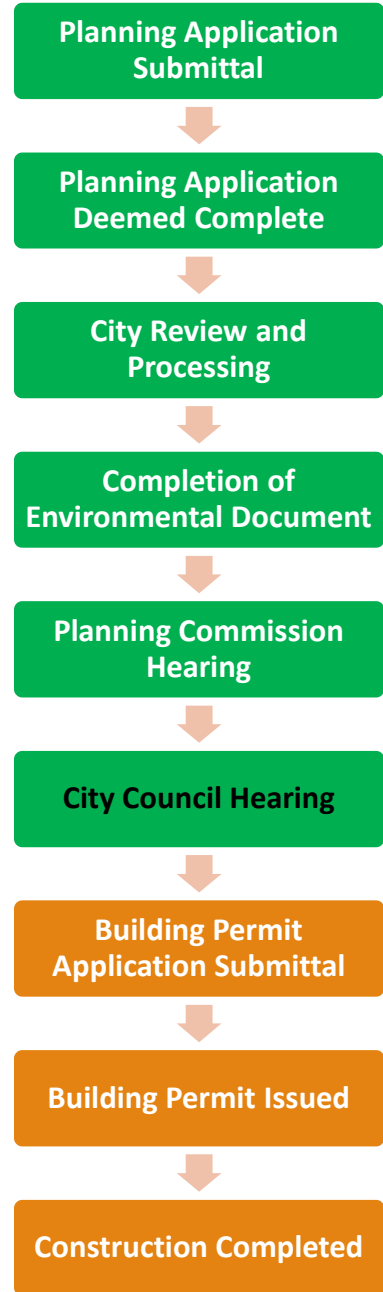 Planning Application
Submittal
Planning Application
Deemed Complete
City Review and
Processing
Completion of
Environmental Document
Planning Commission
Hearing
City Council Hearing
Building Permit
Application Submittal
Building Permit Issued
Construction Completed